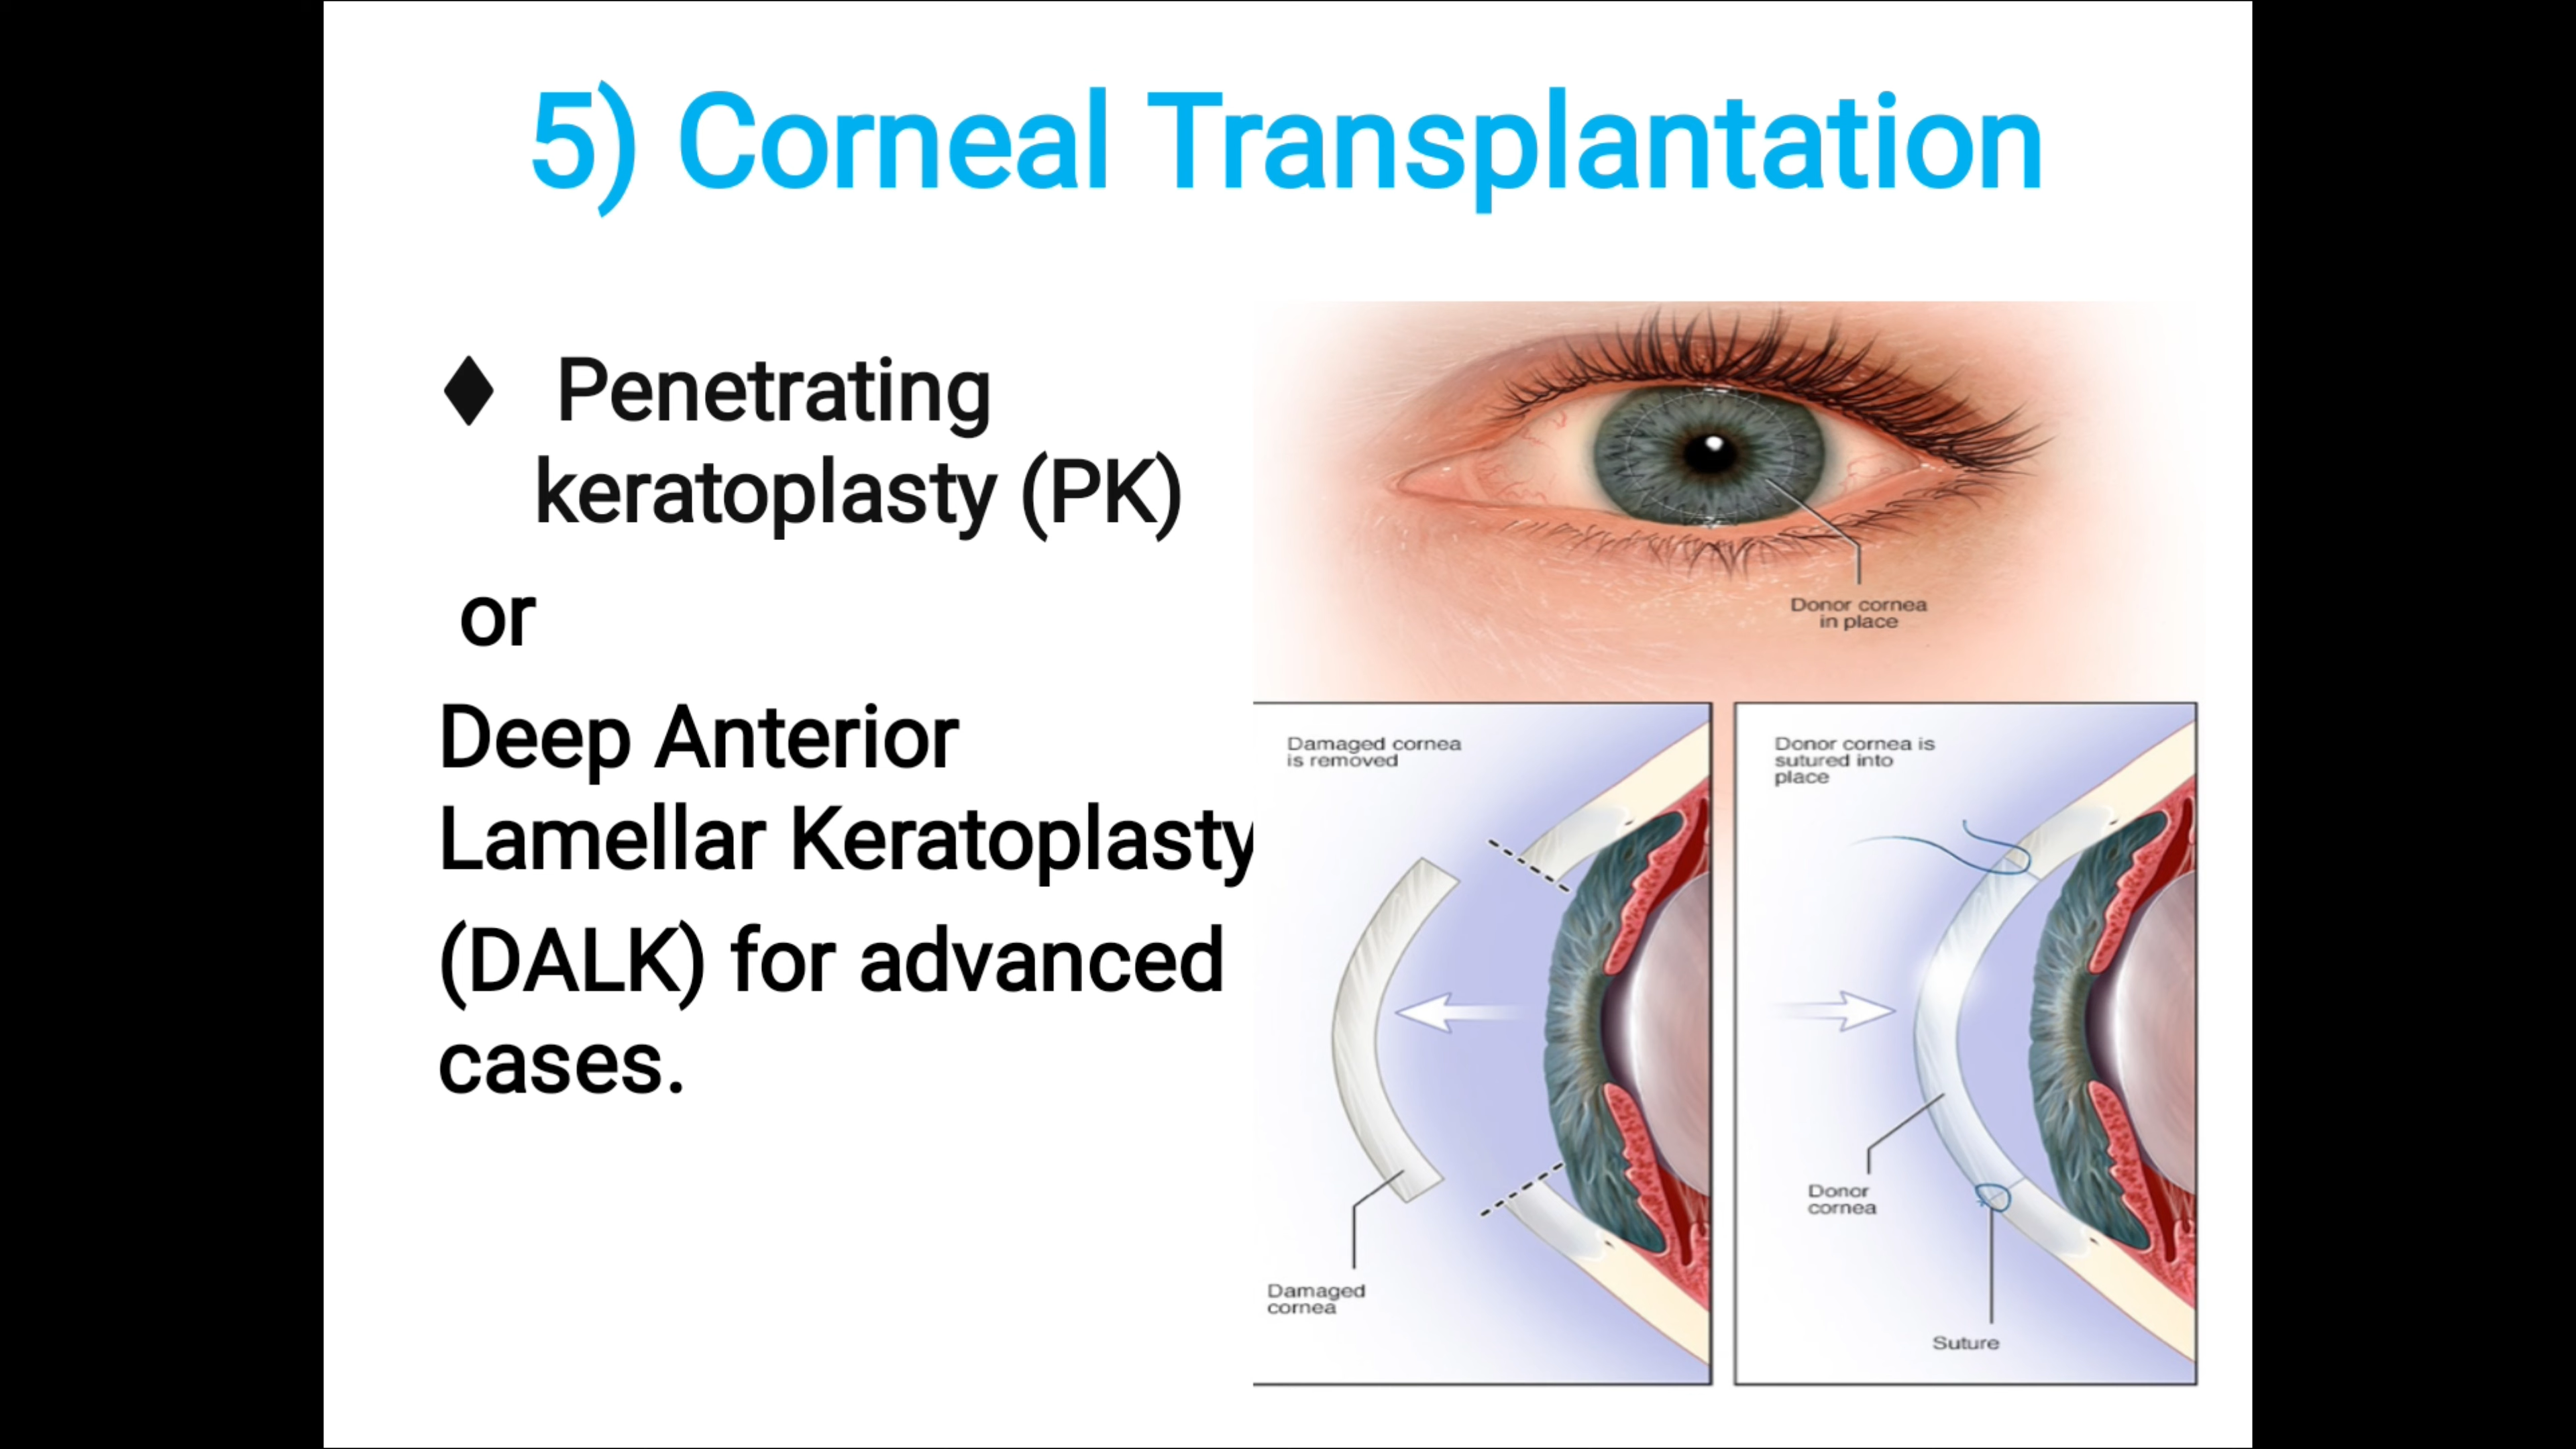 5) Corneal Transplantation
♦ Penetrating
keratoplasty (PK)
or
Deep Anterior
Lamellar Keratoplasty
(DALK) for advanced
cases.
Donor cornea
in place
Damaged cornea
is removed
Damaged
cornea
Donor cornea is
sutured into
place
Donor
cornea
Suture